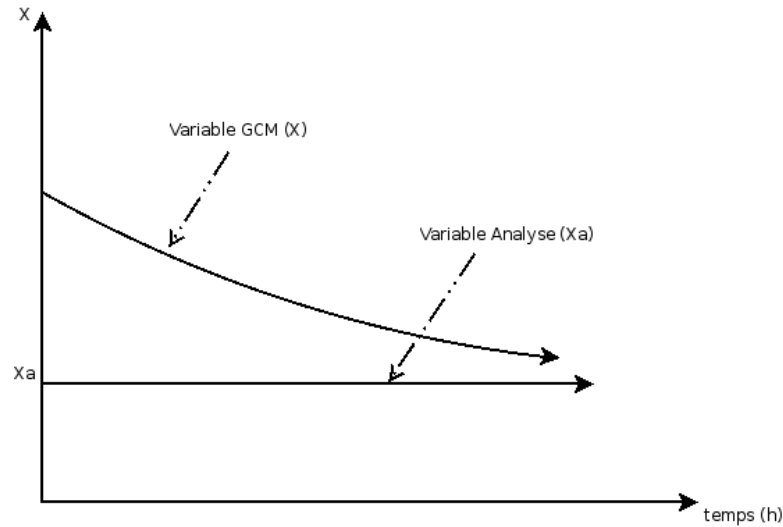 X
Variable GCM (X)
Variable Analyse (Xa)
Xa
temps (h)